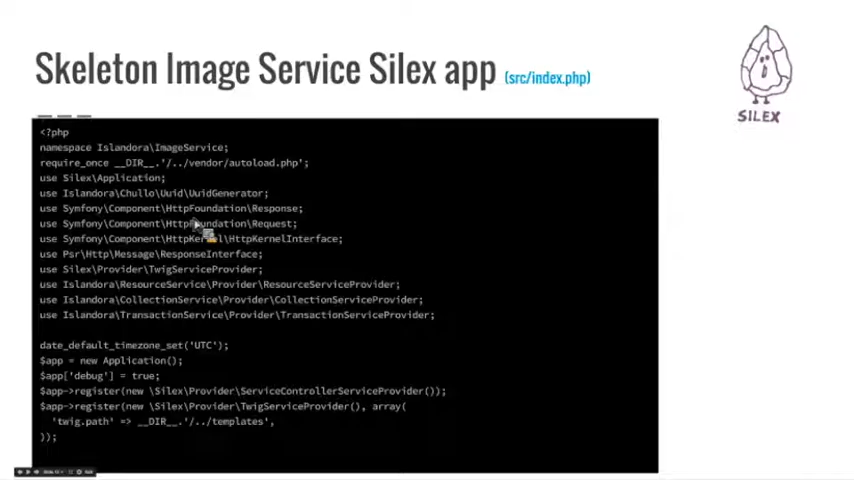 Skeleton Image Service Silex app (src/index.php)
SILEX
<?php
namespace Islandora\ImageService;
require_once __DIR__.'/../vendor/autoload.php';
use Silex\Application;
use Islandora\Chullo\Uuid\UuidGenerator;
use Symfony\Component\HttpFoundation\Response;
use Symfony\Component\HttpFoundation\Request;
use Symfony\Component\HttpKernel\HttpKernelInterface;
use Psr\Http\Message\ResponseInterface;
use Silex\Provider\TwigServiceProvider;
use Islandora\ResourceService\Provider\ResourceServiceProvider;
use Islandora\CollectionService\Provider\CollectionServiceProvider;
use Islandora\TransactionService\Provider\TransactionServiceProvider;
date_default_timezone_set('UTC');
$app = new Application();
$app['debug'] = true;
$app->register(new \Silex\Provider\ServiceControllerServiceProvider());
$app->register(new \Silex\Provider\TwigServiceProvider(), array(
'twig.path' => __DIR__.'/../templates',
));